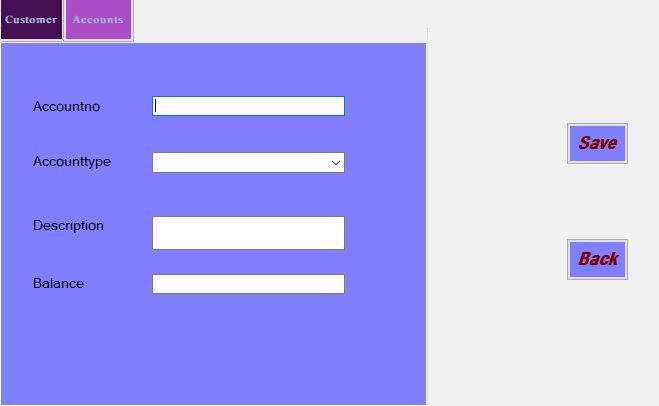 Customer
Accounts
Accountno
Save
Accounttype
Description
Back
Balance